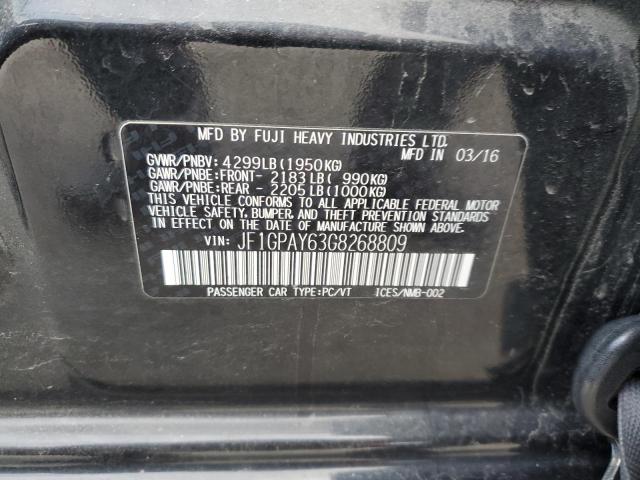 MFD BY FUJI HEAVY INDUSTRIES LTD.
GVWR/PNBV: 4299LB(1950KG) MFD IN 03/16
GAWR/PNBE:FRONT- 2183LB( 990KG)
GAWR/PNBE:REAR - 2205LB(1000KG)
THIS VEHICLE CONFORMS TO ALL APPLICABLE FEDERAL MOTOR
VEHICLE SAFETY, BUMPER, AND THEFT PREVENTION STANDARDS
IN EFFECT ON THE DATE OF MANUFACTURE SHOWN ABOVE.
VIN: JF1GPAY63G8268809
PASSENGER CAR TYPE:PC/VT ICES/NMB-002